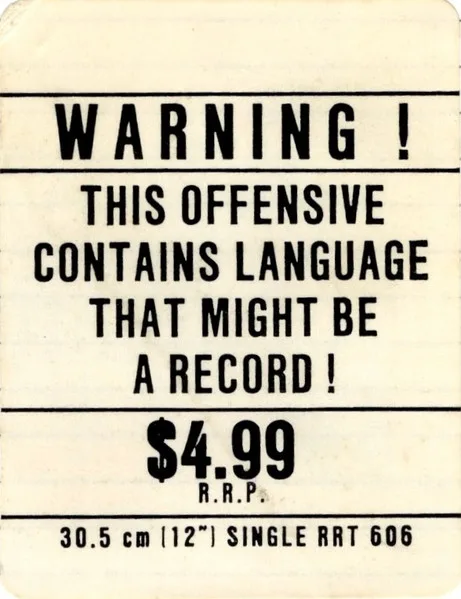 WARNING !
THIS OFFENSIVE
CONTAINS LANGUAGE
THAT MIGHT BE
A RECORD !
$4.99
R.R.P.
30.5 cm (12") SINGLE RRT 606